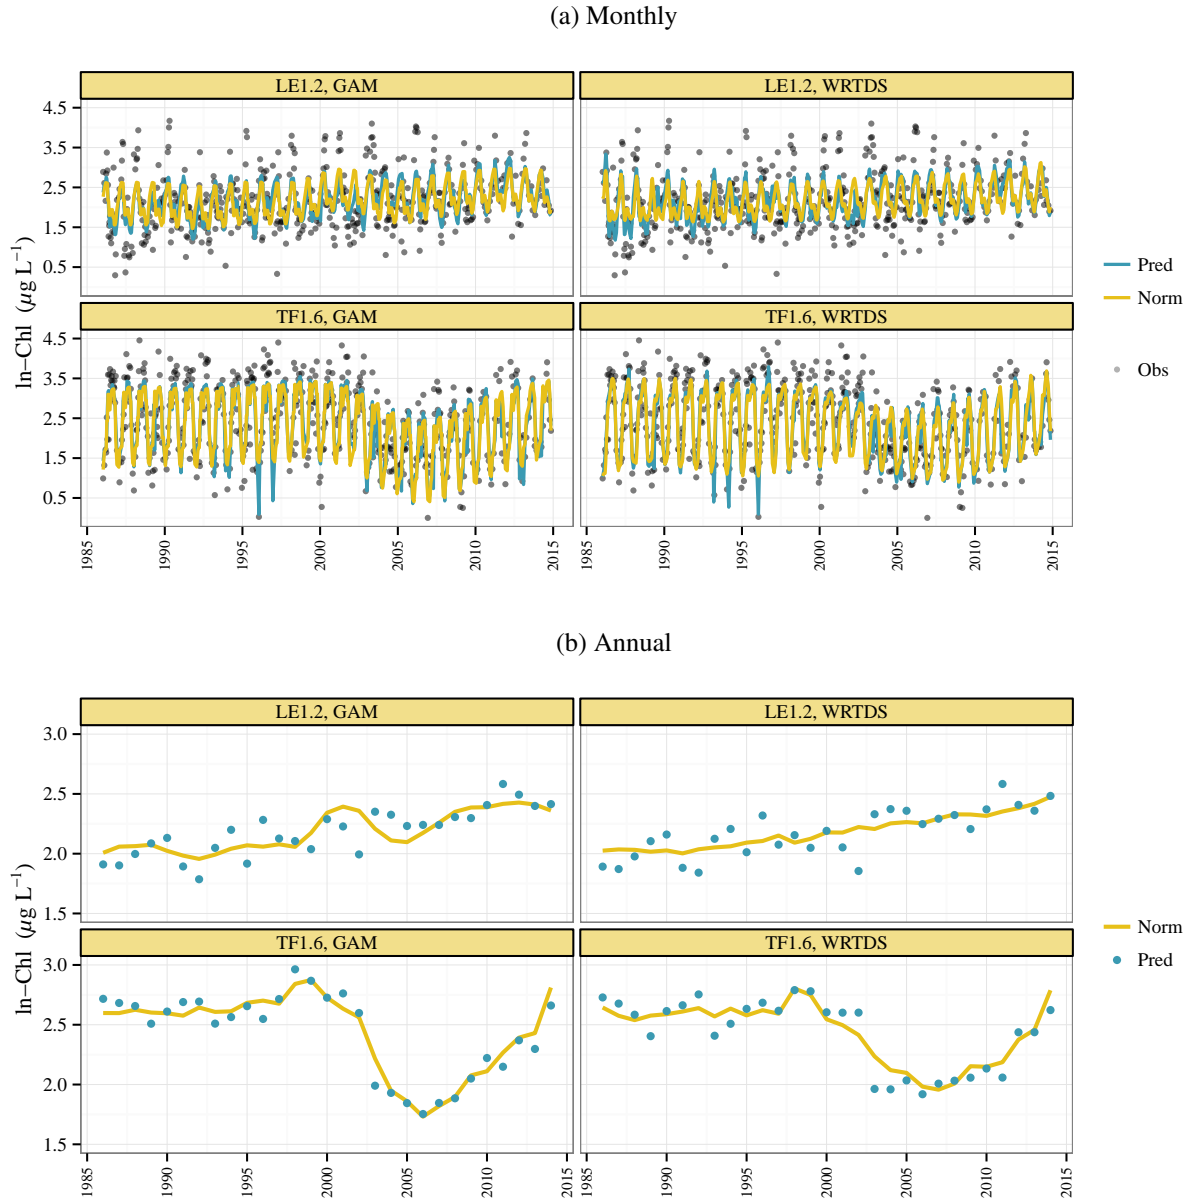 (a) Monthly
LE1.2, GAM
LE1.2, WRTDS
4.5
3.5
2.5
1.5
0.5
TF1.6, GAM
TF1.6, WRTDS
4.5
3.5
2.5
1.5
0.5
ln−Chl (μg L⁻¹)
1985 1990 1995 2000 2005 2010 2015
1985 1990 1995 2000 2005 2010 2015
Pred
Norm
Obs
(b) Annual
LE1.2, GAM
LE1.2, WRTDS
3.0
2.5
2.0
1.5
TF1.6, GAM
TF1.6, WRTDS
3.0
2.5
2.0
1.5
ln−Chl (μg L⁻¹)
1985 1990 1995 2000 2005 2010 2015
1985 1990 1995 2000 2005 2010 2015
Norm
Pred